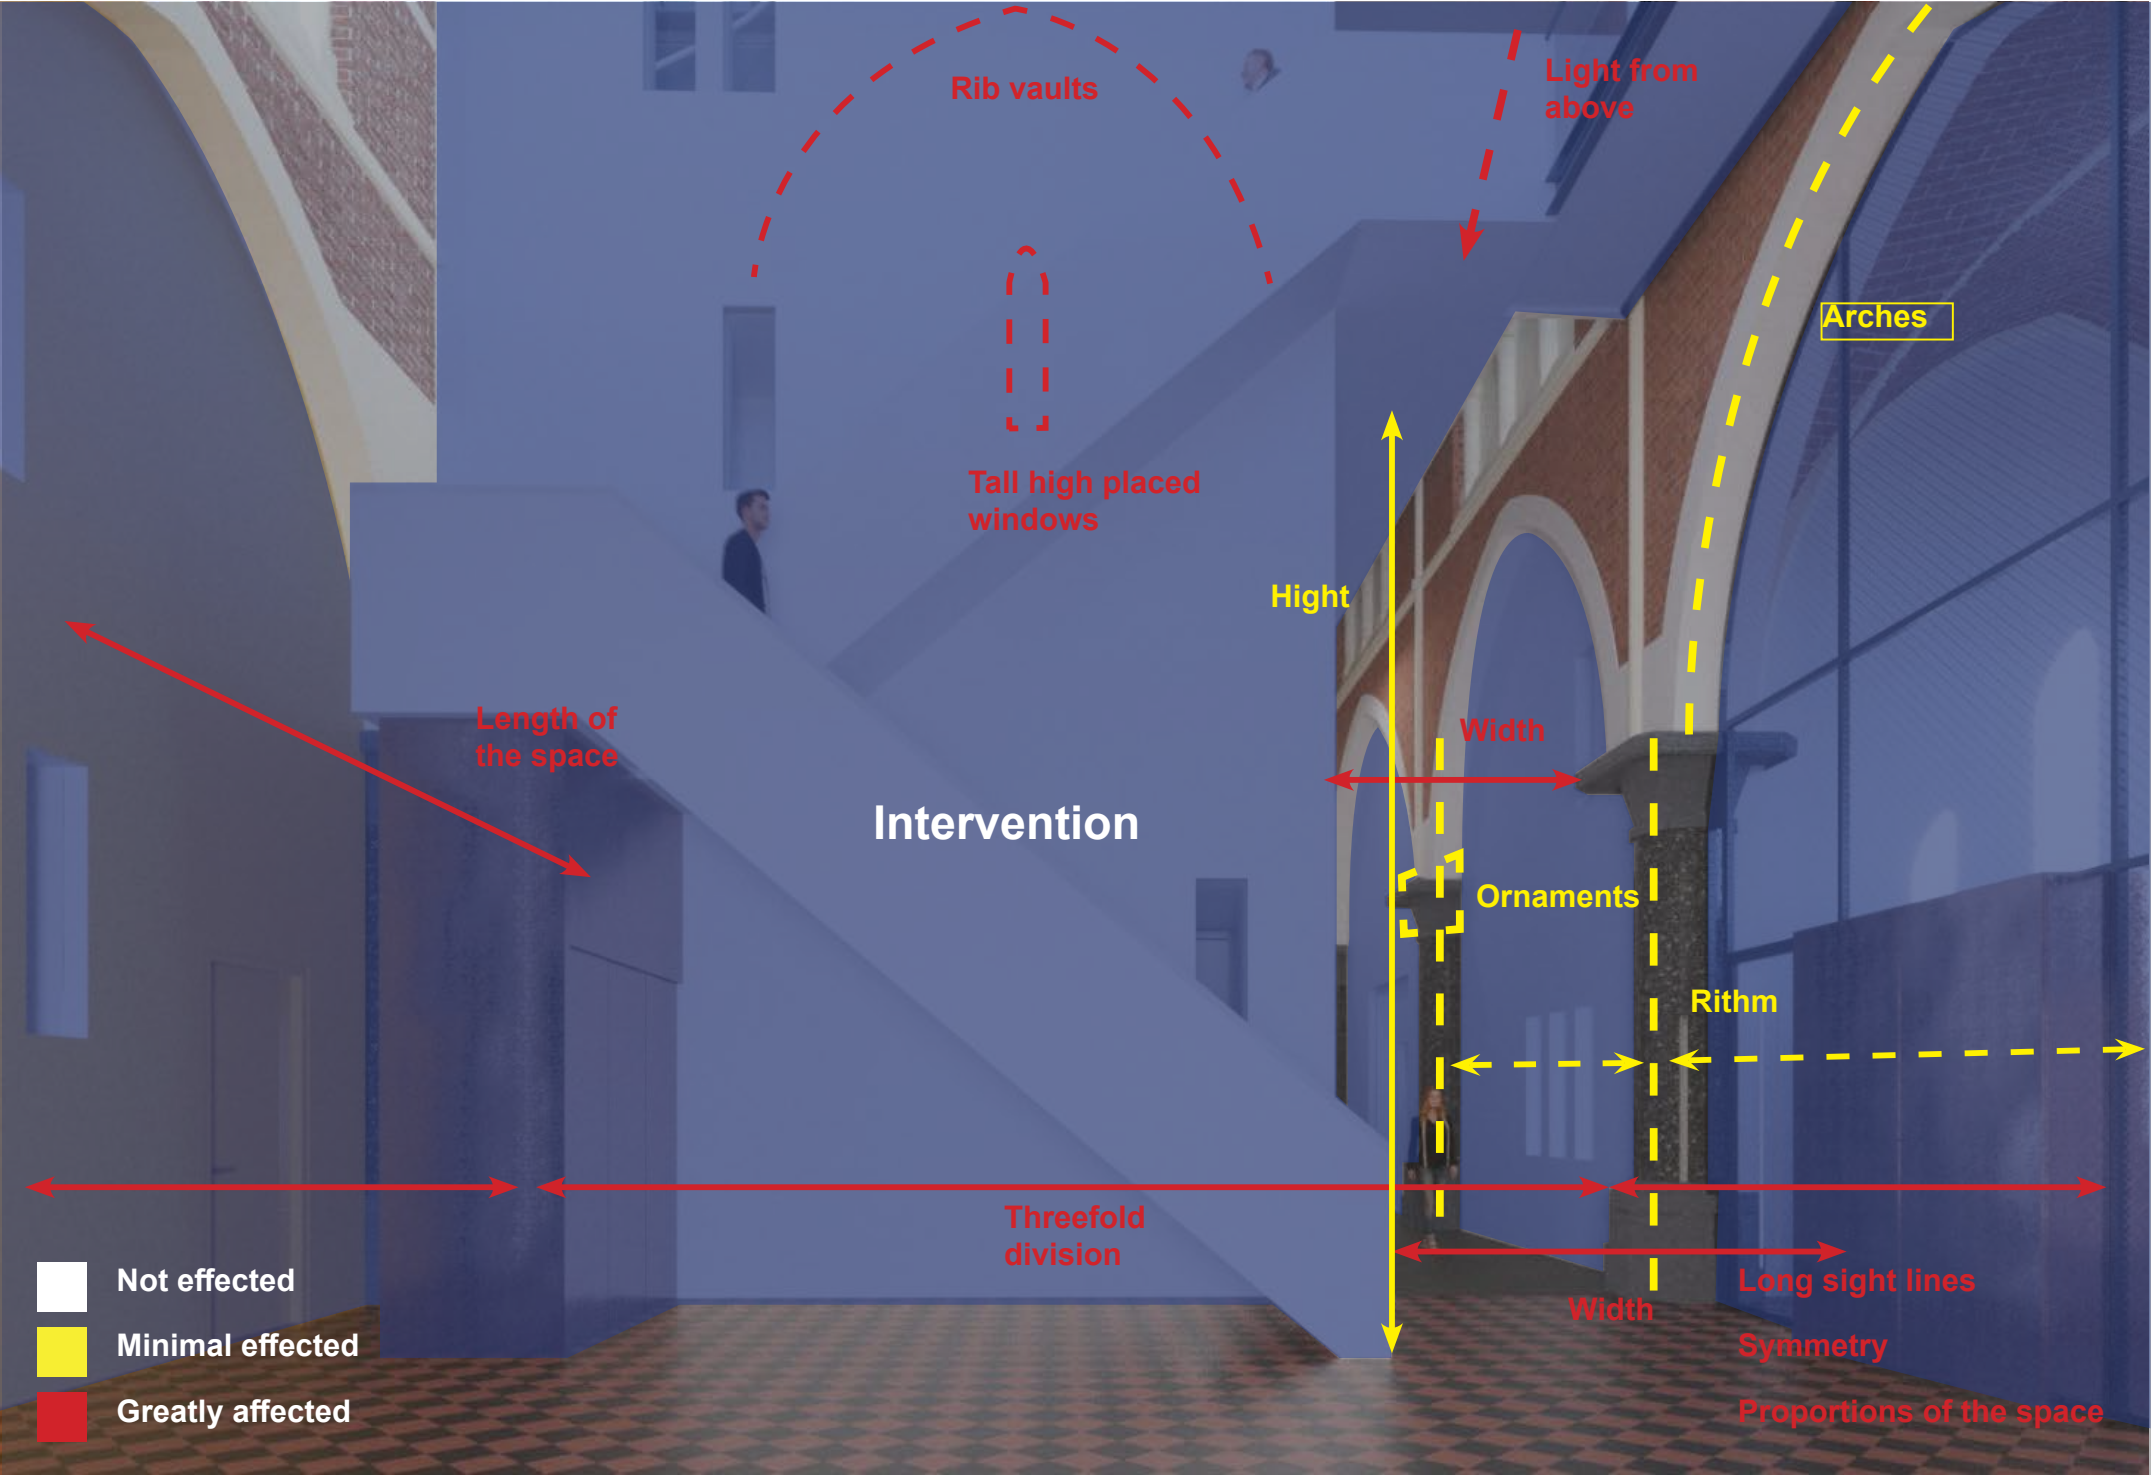 Rib vaults
Light from
above
Arches
Tall high placed
windows
Hight
Length of
the space
Width
Intervention
Ornaments
Rithm
Threefold
division
Not effected
Minimal effected
Greatly affected
Width
Long sight lines
Symmetry
Proportions of the space